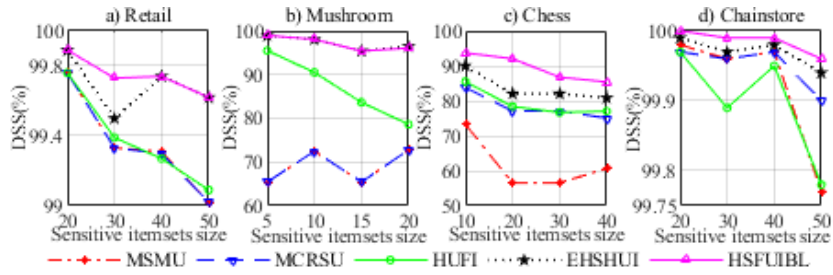 a) Retail b) Mushroom c) Chess d) Chainstore
DSS(%)
100
99.8
99.4
99
20 30 40 50
Sensitive itemsets size
DSS(%)
100
90
80
70
60
5 10 15 20
Sensitive itemsets size
DSS(%)
100
90
80
70
60
50
10 20 30 40
Sensitive itemsets size
DSS(%)
100
99.9
99.8
99.75
20 30 40 50
Sensitive itemsets size
MSMU MCRSU HUFI EHSHUI HSFUIBL